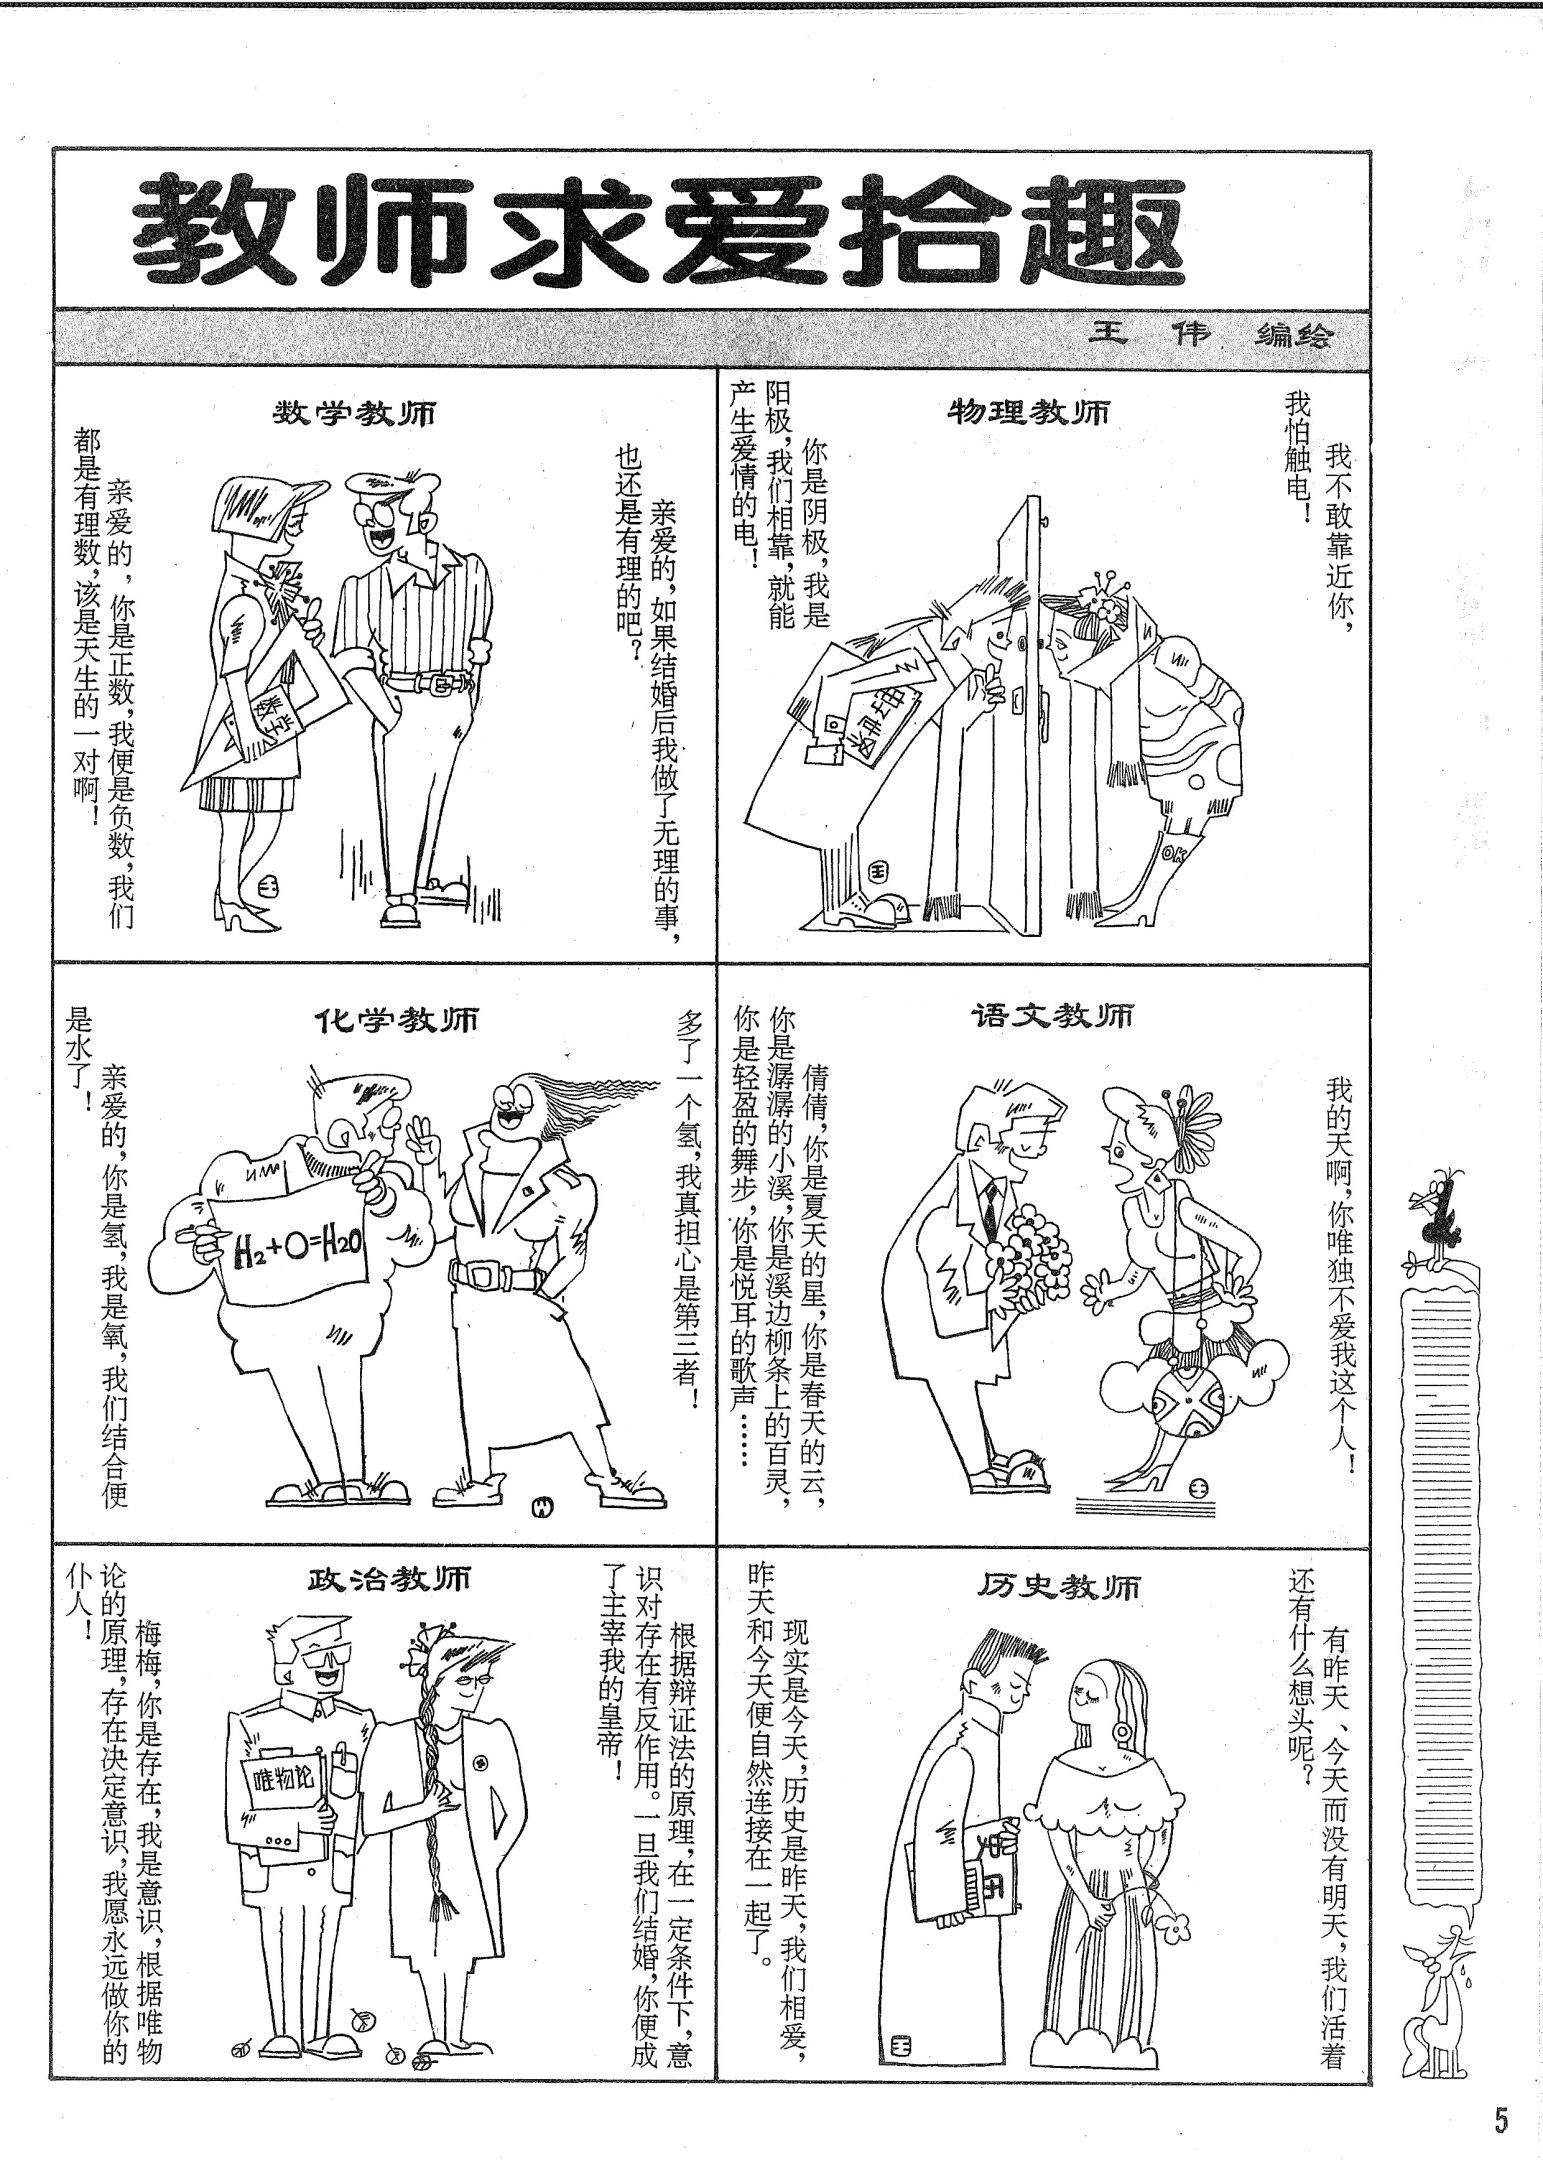 教师求爱拾趣
王 伟 编绘
数学教师
亲爱的，你是正数，我便是负数，我们
都是有理数，该是天生的一对啊！
亲爱的，如果结婚后我做了无理的事，
也还是有理的吧？
数学
物理教师
你是阴极，我是
阳极，我们相靠，就能
产生爱情的电！
我不敢靠近你，
我怕触电！
OK
王
化学教师
亲爱的，你是氢，我是氧，我们结合便
是水了！
多了一个氢，我真担心是第三者！
H₂+O=H₂O
W
语文教师
倩倩，你是夏天的星，你是春天的云，
你是潺潺的小溪，你是溪边柳条上的百灵，
你是轻盈的舞步，你是悦耳的歌声……
我的天啊，你唯独不爱我这个人！
王
政治教师
梅梅，你是存在，我是意识，根据唯物
论的原理，存在决定意识，我愿永远做你的
仆人！
根据辩证法的原理，在一定条件下，意
识对存在有反作用。一旦我们结婚，你便成
了主宰我的皇帝！
唯物论
历史教师
现实是今天，历史是昨天，我们相爱，
昨天和今天便自然连接在一起了。
有昨天、今天而没有明天，我们活着
还有什么想头呢？
历史
王
5